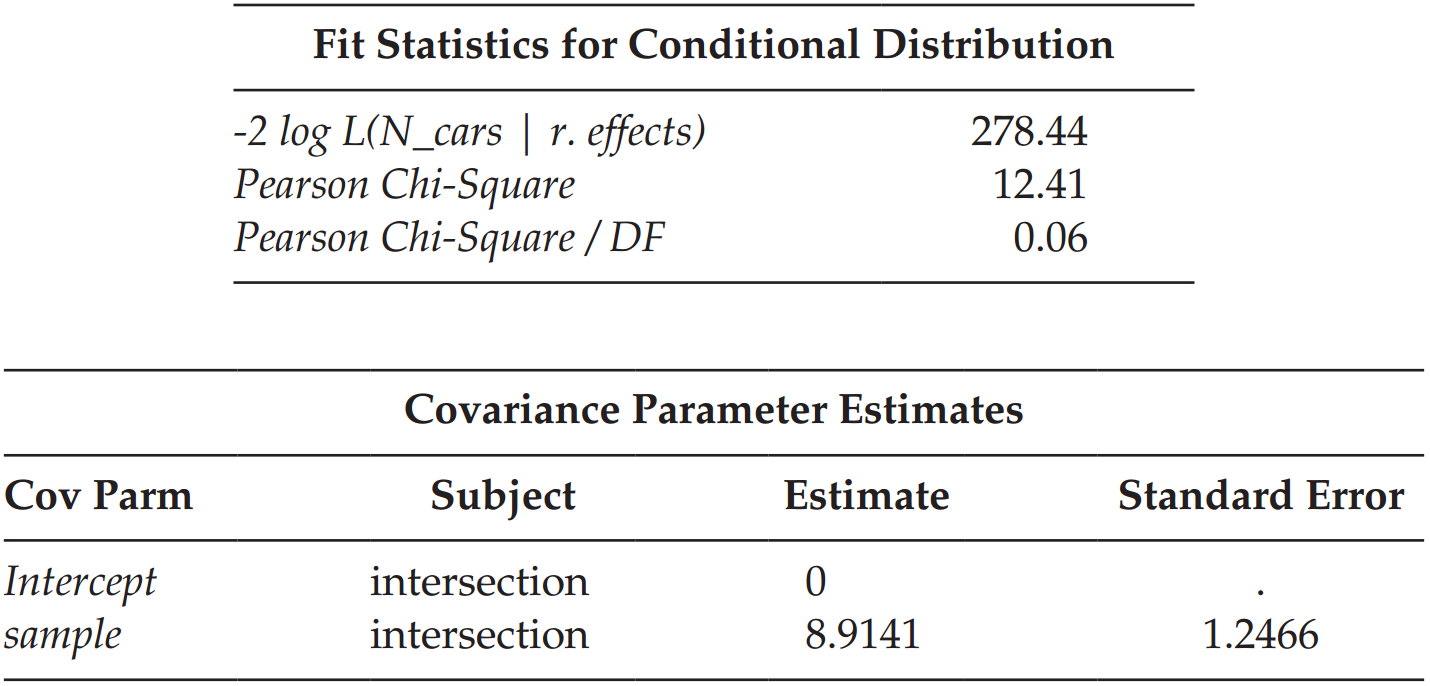 Fit Statistics for Conditional Distribution
-2 log L(N_cars | r. effects) 278.44
Pearson Chi-Square 12.41
Pearson Chi-Square / DF 0.06
Covariance Parameter Estimates
Cov Parm Subject Estimate Standard Error
Intercept intersection 0 .
sample intersection 8.9141 1.2466